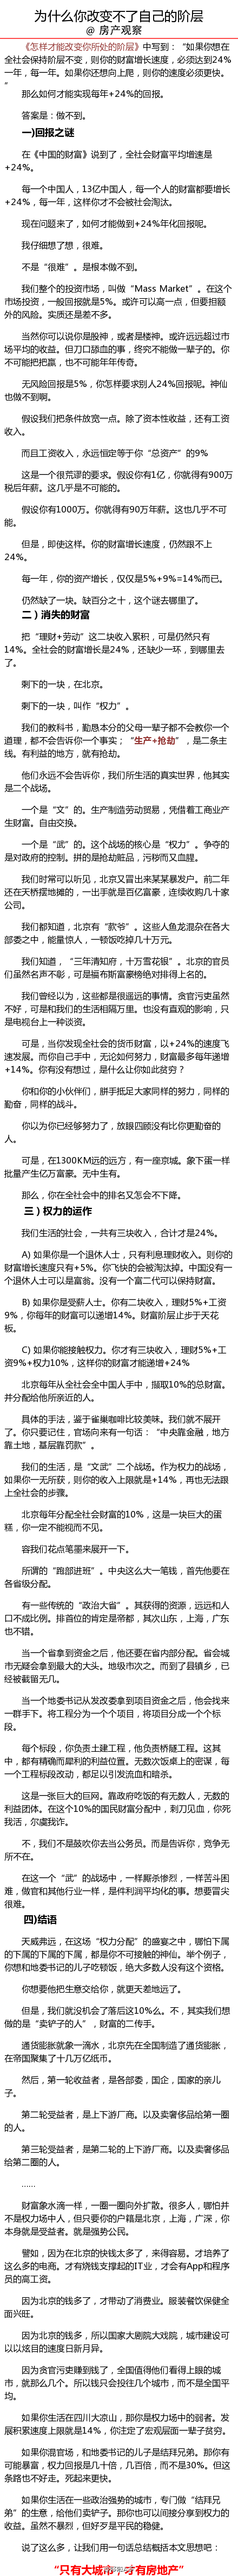 为什么你改变不了自己的阶层
@ 房产观察
《怎样才能改变你所处的阶层》中写到：“如果你想在
全社会保持阶层不变，则你的财富增长速度，必须达到24%
一年，每一年。如果你还想向上爬，则你的速度必须更快。
”
那么如何才能实现每年+24%的回报。
答案是：做不到。
一)回报之谜
在《中国的财富》说到了，全社会财富平均增速是
+24%。
每一个中国人，13亿中国人，每一个人的财富都要增长
+24%，每一年，这样你才不会被社会淘汰。
现在问题来了，如何才能做到+24%年化回报呢。
我仔细想了想，很难。
不是“很难”。是根本做不到。
我们整个的投资市场，叫做“Mass Market”。在这个
市场投资，一般回报就是5%。或许可以高一点，但要担额
外的风险。实质还是差不多。
当然你可以说你是股神，或者是楼神。或许远远超过市
场平均的收益。但刀口舔血的事，终究不能做一辈子的。你
不可能把把赢，也不可能年年传奇。
无风险回报是5%，你怎样要求别人24%回报呢。神仙
也做不到啊。
假设我们把条件放宽一点。除了资本性收益，还有工资
收入。
而且工资收入，永远恒定等于你“总资产”的9%
这是一个很荒谬的要求。假设你有1亿，你就得有900万
税后年薪。这几乎是不可能的。
假设你有1000万。你就得有90万年薪。这也几乎不可
能。
但是，即使这样。你的财富增长速度，仍然跟不上
24%。
每一年，你的资产增长，仅仅是5%+9%=14%而已。
仍然缺了一块。缺百分之十，这个谜去哪里了。
二）消失的财富
把“理财+劳动”这二块收入累积，可是仍然只有
14%。全社会的财富增长是24%，还缺少一环，到哪里去
了。
剩下的一块，在北京。
剩下的一块，叫作“权力”。
我们的教科书，勤恳本分的父母一辈子都不会教你一个
道理，都不会告诉你一个事实；“生产+抢劫”，是二条主
线。有利益的地方，就有抢劫。
他们永远不会告诉你，我们所生活的真实世界，他其实
是二个战场。
一个是“文”的。生产制造劳动贸易，凭借着工商业产
生财富。自由交换。
一个是“武”的。这个战场的核心是“权力”。争夺的
是对政府的控制。拼的是抢劫赃品，污秽而又血腥。
我们时常可以听见，北京又冒出来某某暴发户。前二年
还在天桥摆地摊的，一出手就是百亿富豪，连续收购几十家
公司。
我们都知道，北京有“款爷”。这些人鱼龙混杂在各大
部委之中，能量惊人，一顿饭吃掉几十万元。
我们知道，“三年清知府，十万雪花银”。北京的官员
们虽然名声不彰，可是福布斯富豪榜绝对排得上名的。
我们曾经以为，这些都是很遥远的事情。贪官污吏虽然
不好，可是和我们的生活相隔万里。也没有直观的影响，只
是电视台上一种谈资。
可是，当你发现全社会的货币财富，以+24%的速度飞
速发展。而你自己手中，无论如何努力，财富最多每年递增
+14%。你有没有想过，是什么让你如此贫穷？
你和你的小伙伴们，胼手胝足大家同样的努力，同样的
勤奋，同样的战斗。
你以为你已经够努力了，放眼四顾没有比你更勤奋的
人。
可是，在1300KM远的远方，有一座京城。象下蛋一样
批量产生亿万富豪。无中生有。
那么，你在全社会中的排名又怎会不下降。
三）权力的运作
我们生活的社会，一共有三块收入，合计才是24%。
A) 如果你是一个退休人士，只有利息理财收入。则你的
财富增长速度只有+5%。你飞快的会被淘汰掉。中国没有一
个退休人士可以是富翁。没有一个富二代可以保持财富。
B) 如果你是受薪人士。你有二块收入，理财5%+工资
9%，你每年的财富可以递增14%。财富阶层止步于天花
板。
C) 如果你能接触权力。你才有三块收入，理财5%+工
资9%+权力10%，这样你的财富才能递增+24%
北京每年从全社会全中国人手中，撷取10%的总财富。
并分配给他所亲近的人。
具体的手法，鉴于雀巢咖啡比较美味。我们就不展开
了。你只要记住，官场向来有一句话：“中央靠金融，地方
靠土地，基层靠罚款”。
我们的生活，是“文武”二个战场。作为权力的战场，
如果你一无所获，则你的收入上限就是+14%，再也无法跟
上全社会的步骤。
北京每年分配全社会财富的10%，这是一块巨大的蛋
糕，你一定不能视而不见。
容我们花点笔墨来展开一下。
所谓的“跑部进班”。中央这么大一笔钱，首先他要在
各省级分配。
有一些传统的“政治大省”。其获得的资源，远远和人
口不成比例。排首位的肯定是帝都，其次山东，上海，广东
也不错。
当一个省拿到资金之后，他还要在省内部分配。省会城
市无疑会拿到最大的大头。地级市次之。而到了县镇乡，已
经被截留无几。
当一个地委书记从发改委拿到项目资金之后，他会找来
一群手下。将工程分为一个个项目，将项目分成一个个标
段。
每个标段，你负责土建工程，他负责桥隧工程。这其
中，都有精确而犀利的利益位置。无数次饭桌上的密谋，每
一个工程标段改动，都足以引发流血和暗杀。
这是一张巨大的巨网。靠政府吃饭的有无数人，无数的
利益团体。在这个10%的国民财富分配中，刺刀见血，你死
我活，尔虞我诈。
不，我们不是鼓吹你去当公务员。而是告诉你，竞争无
所不在。
在这一个“武”的战场中，一样厮杀惨烈，一样苦斗困
难，做官和其他行业一样，是件利润平均化的事。想要冒尖
很难。
四)结语
天威弗远，在这场“权力分配”的盛宴之中，哪怕下属
的下属的下属的下属，都是你不可接触的神仙。举个例子，
你想和地委书记的儿子吃顿饭，绝大多数人没有这个资格。
你想要他把生意交给你，就更天差地远了。
但是，我们就没机会了落后这10%么。不，其实我们想
做的是“卖铲子的人”，财富的二传手。
通货膨胀就象一滴水，北京先在全国制造了通货膨胀，
在帝国聚集了十几万亿纸币。
然后，第一轮收益者，是各部委，国企，国家的亲儿
子。
第二轮受益者，是上下游厂商。以及卖奢侈品给第一圈
的人。
第三轮受益者，是第二轮的上下游厂商。以及卖奢侈品
给第二圈的人。
……
财富象水滴一样，一圈一圈向外扩散。很多人，哪怕并
不是权力场中人，但只要你的户籍是北京，上海，广深，你
本身就是受益者。就是强势公民。
譬如，因为在北京的快钱太多了，来得容易。才培养了
这么多的电商。才有烧钱支撑起的IT业，才会有App和程序
员的高工资。
因为北京的钱多了，才带动了消费业。服装餐饮保健全
面兴旺。
因为北京的钱多，所以国家大剧院大戏院，城市建设可
以以炫目的速度日新月异。
因为贪官污吏赚到钱了，全国值得他们看得上眼的城
市，就那么几个。所以钱只会投往几个城市，而不是全国平
均。
如果你生活在四川大凉山，那你是权力场中的弱者。发
展积累速度上限就是14%，你注定了宏观层面一辈子贫穷。
如果你混官场，和地委书记的儿子是结拜兄弟。那你有
可能暴富，权力回报是几十倍，几百倍，而不是30%。但这
条路也不好走。死起来更快。
如果你生活在一些政治强势的城市，专门做“结拜兄
弟”的生意，给他们卖铲子。那你也可以间接分享到权力的
收益。虽然不暴烈，但好歹是平民的稳健。
说了这么多，让我们用一句话总结概括本文思想吧：
“只有大城市，才有房地产”